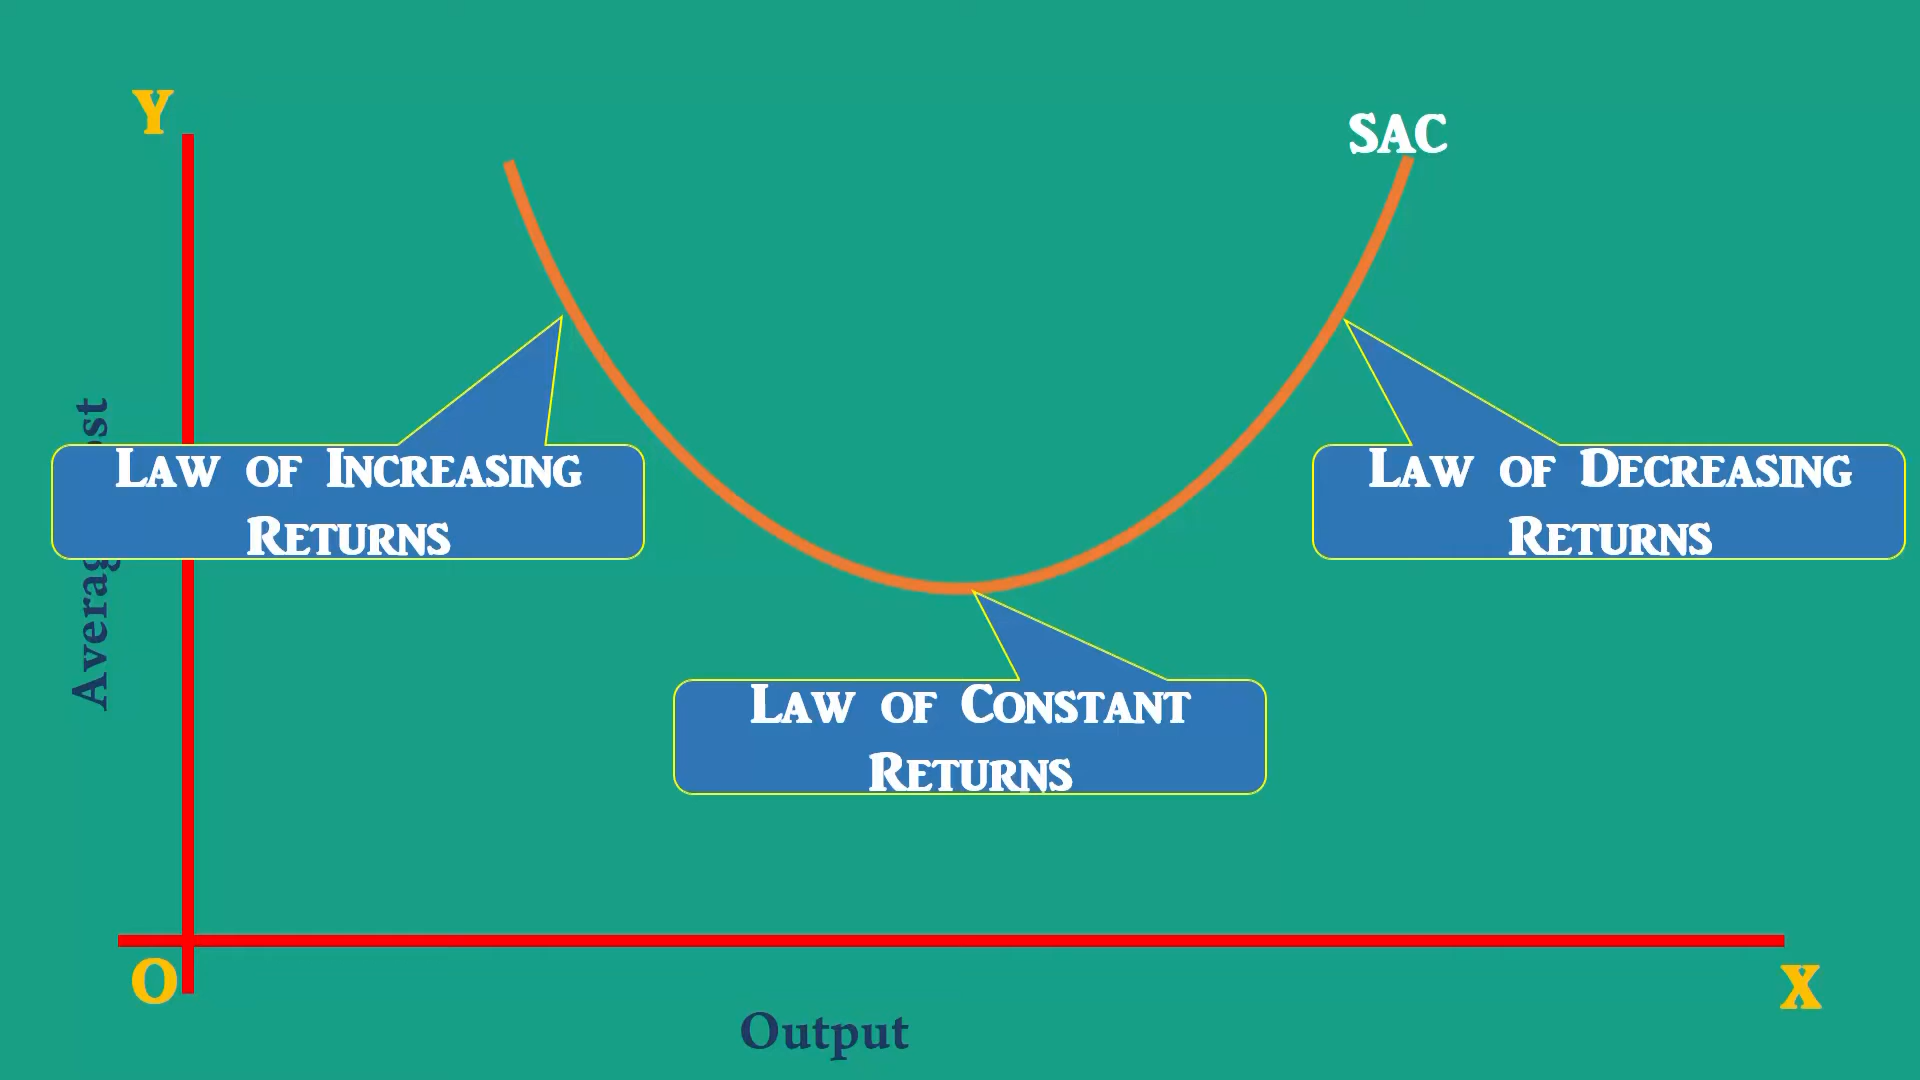 Y
SAC
Law of Increasing
Returns
Law of Decreasing
Returns
Law of Constant
Returns
O
X
Output